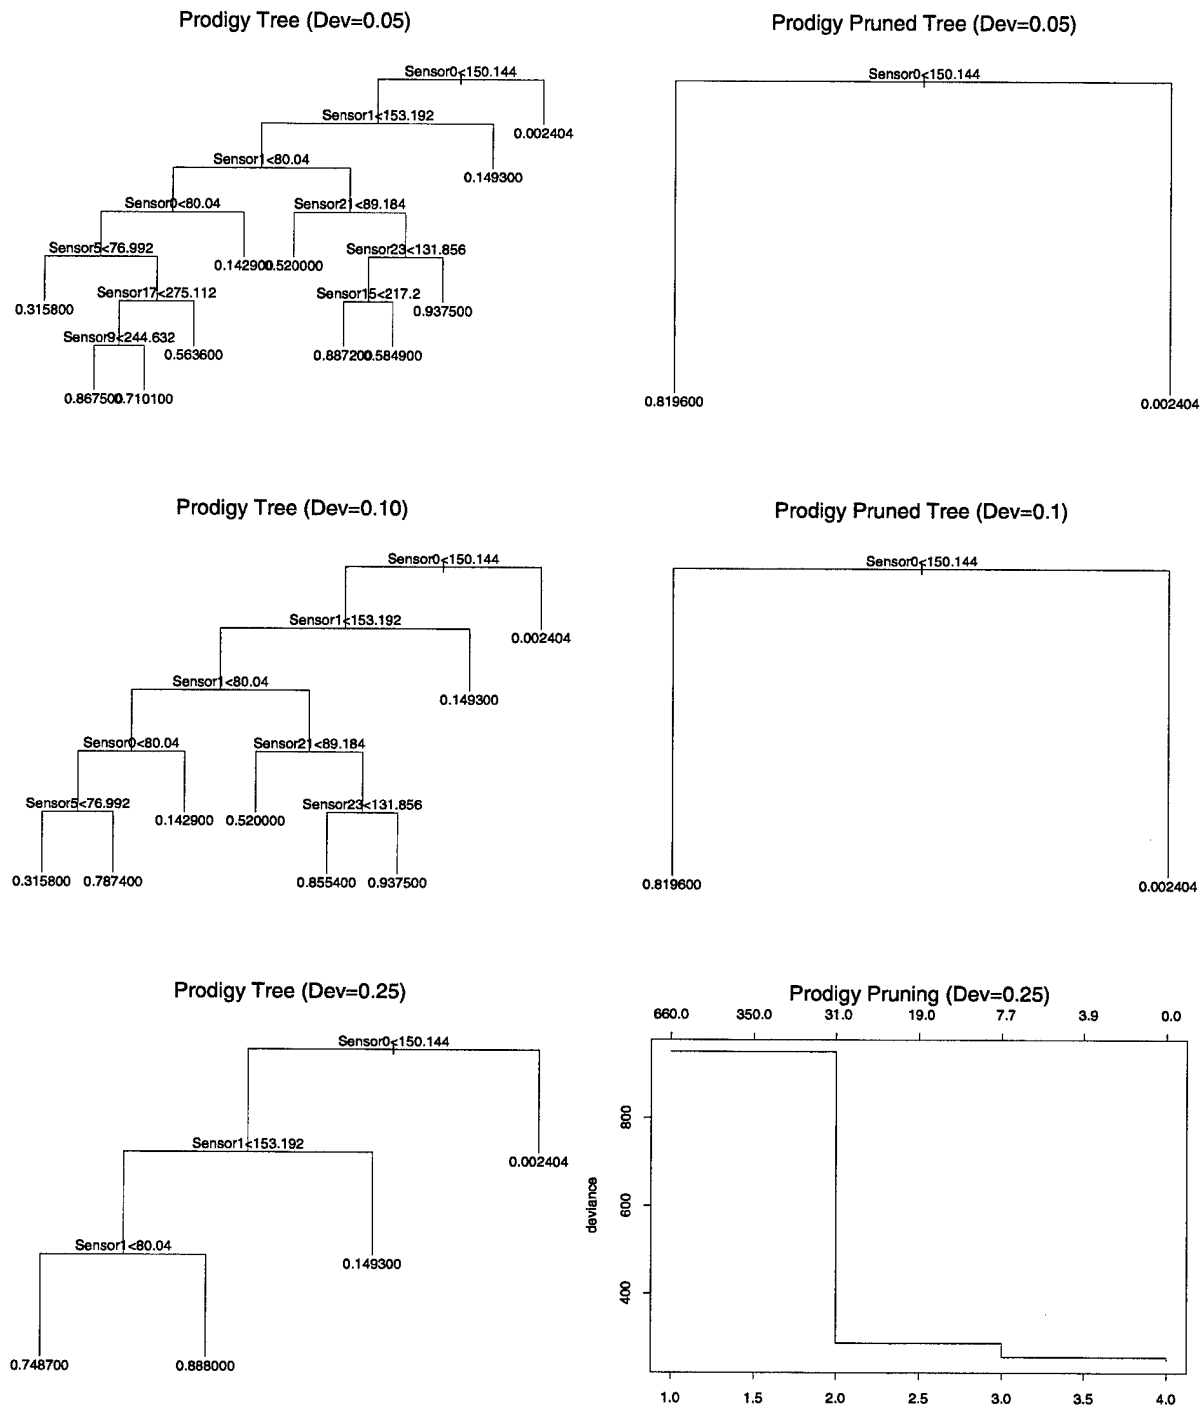 Prodigy Tree (Dev=0.05)
Sensor0<150.144
Sensor1<153.192
0.002404
Sensor1<80.04
0.149300
Sensor0<80.04
Sensor21<89.184
Sensor5<76.992
0.142900
0.520000
Sensor23<131.856
0.315800
Sensor17<275.112
Sensor15<217.2
0.937500
Sensor9<244.632
0.563600
0.887200
0.584900
0.867500
0.710100
Prodigy Pruned Tree (Dev=0.05)
Sensor0<150.144
0.819600
0.002404
Prodigy Tree (Dev=0.10)
Sensor0<150.144
Sensor1<153.192
0.002404
Sensor1<80.04
0.149300
Sensor0<80.04
Sensor21<89.184
Sensor5<76.992
0.142900
0.520000
Sensor23<131.856
0.315800
0.787400
0.855400
0.937500
Prodigy Pruned Tree (Dev=0.1)
Sensor0<150.144
0.819600
0.002404
Prodigy Tree (Dev=0.25)
Sensor0<150.144
Sensor1<153.192
0.002404
Sensor1<80.04
0.149300
0.748700
0.888000
Prodigy Pruning (Dev=0.25)
660.0 350.0 31.0 19.0 7.7 3.9 0.0
800
600
400
deviance
1.0 1.5 2.0 2.5 3.0 3.5 4.0